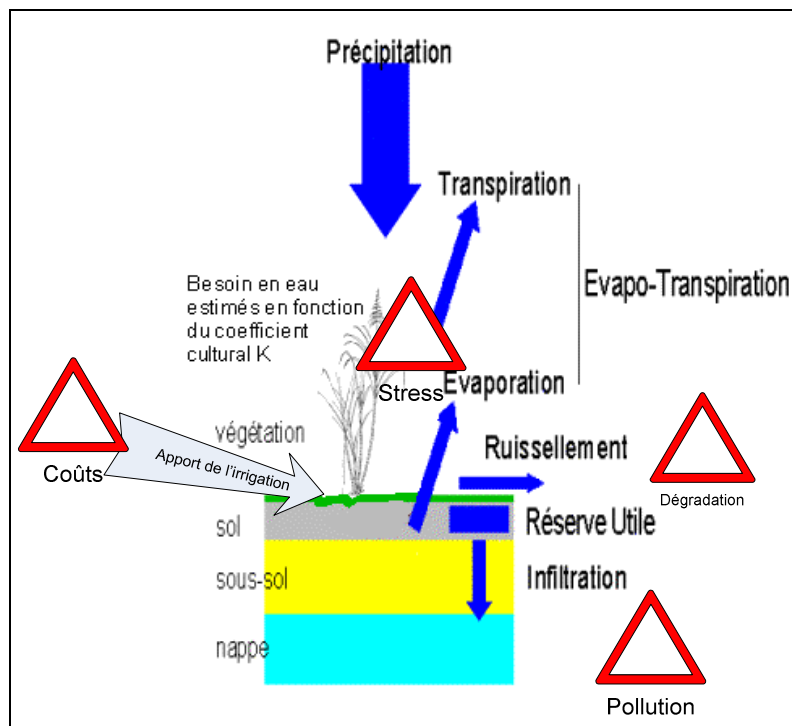 Précipitation
Transpiration
Besoin en eau
estimés en fonction
du coefficient
cultural K
Evapo-Transpiration
Stress
Evaporation
végétation
Ruissellement
Coûts
Apport de l'irrigation
Dégradation
sol
Réserve Utile
sous-sol
Infiltration
nappe
Pollution